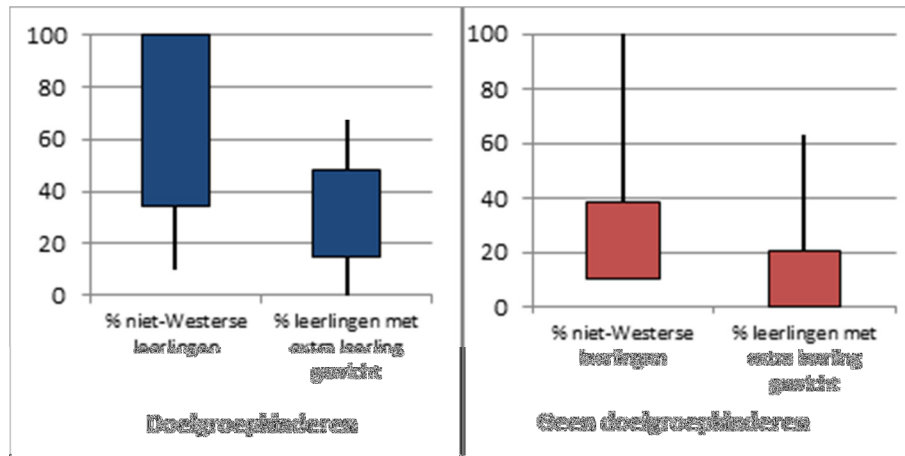 100
80
60
40
20
0
% niet-Westerse
leerlingen
% leerlingen met
extra leerling
gewicht
Doelgroepkinderen
100
80
60
40
20
0
% niet-Westerse
leerlingen
% leerlingen met
extra leerling
gewicht
Geen doelgroepkinderen